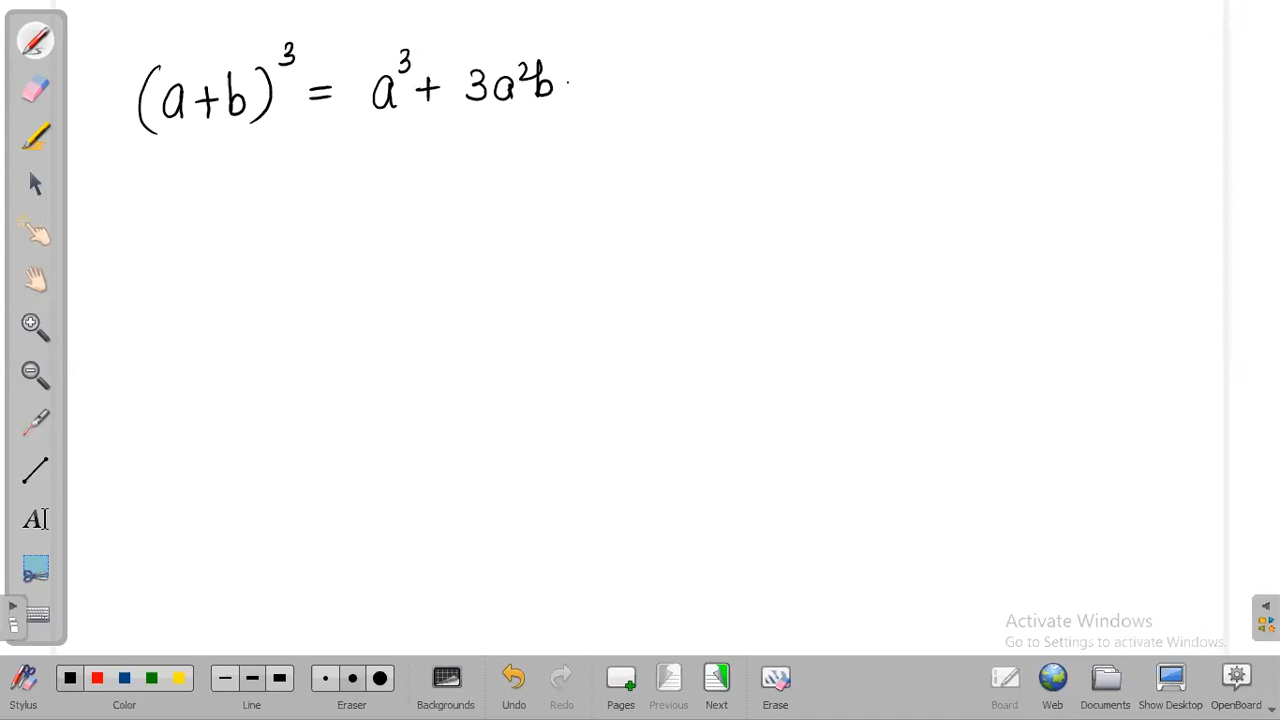 (a+b)³ = a³ + 3a²b
AI
Activate Windows
Go to Settings to activate Windows.
Stylus Color Line Eraser Backgrounds Undo Redo Pages Previous Next Erase Board Web Documents Show Desktop OpenBoard